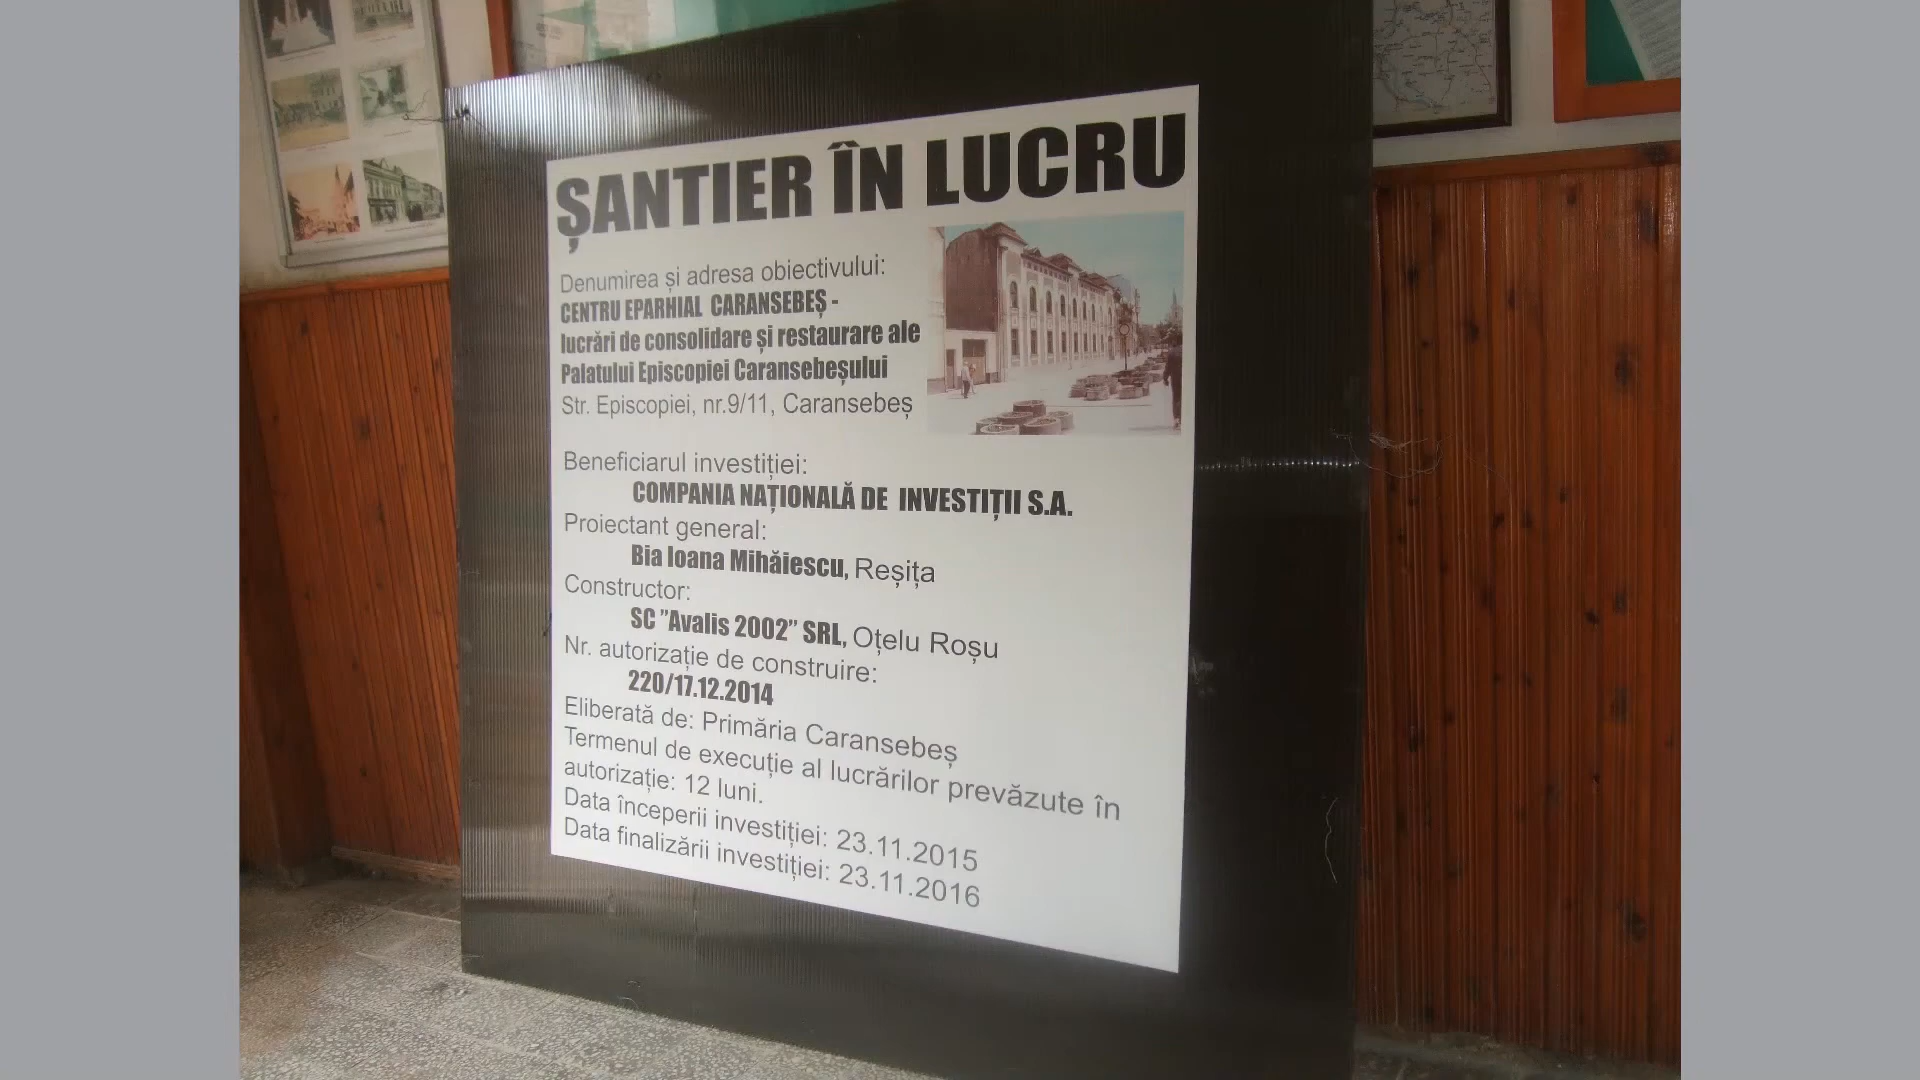 ȘANTIER ÎN LUCRU
Denumirea și adresa obiectivului:
CENTRU EPARHIAL CARANSEBEȘ -
lucrări de consolidare și restaurare ale
Palatului Episcopiei Caransebeșului
Str. Episcopiei, nr.9/11, Caransebeș
Beneficiarul investiției:
COMPANIA NAȚIONALĂ DE INVESTIȚII S.A.
Proiectant general:
Bia Ioana Mihăiescu, Reșița
Constructor:
SC ”Avalis 2002” SRL, Oțelu Roșu
Nr. autorizație de construire:
220/17.12.2014
Eliberată de: Primăria Caransebeș
Termenul de execuție al lucrărilor prevăzute în
autorizație: 12 luni.
Data începerii investiției: 23.11.2015
Data finalizării investiției: 23.11.2016